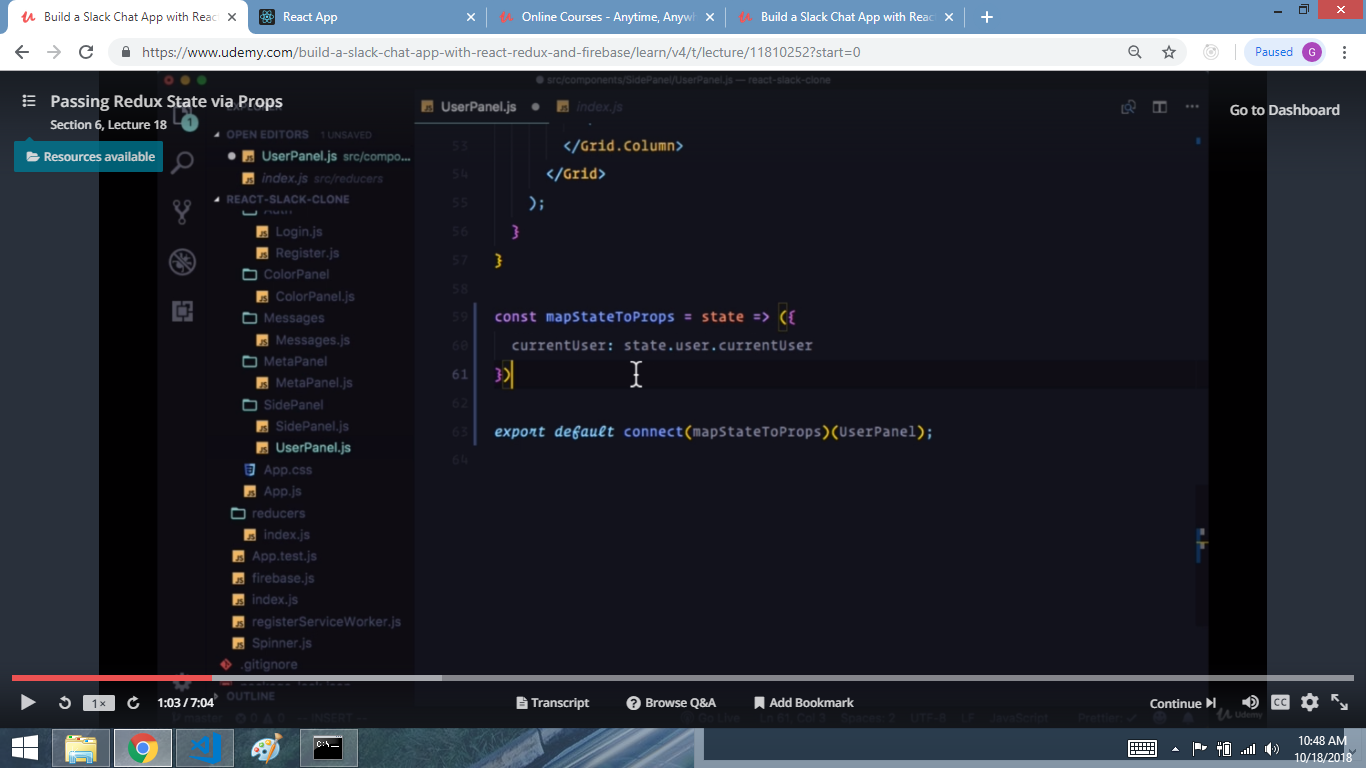 Build a Slack Chat App with Reac
React App
Online Courses - Anytime, Anyw
Build a Slack Chat App with Reac
https://www.udemy.com/build-a-slack-chat-app-with-react-redux-and-firebase/learn/v4/t/lecture/11810252?start=0
Paused G
src/components/SidePanel/UserPanel.js — react-slack-clone
Passing Redux State via Props
Section 6, Lecture 18
Go to Dashboard
Resources available
1
EXPLORER
OPEN EDITORS 1 UNSAVED
UserPanel.js src/compo...
index.js src/reducers
REACT-SLACK-CLONE
Auth
Login.js
Register.js
ColorPanel
ColorPanel.js
Messages
Messages.js
MetaPanel
MetaPanel.js
SidePanel
SidePanel.js
UserPanel.js
App.css
App.js
reducers
index.js
App.test.js
firebase.js
index.js
registerServiceWorker.js
Spinner.js
.gitignore
package-lock.json
OUTLINE
UserPanel.js
index.js
53 </Grid.Column>
54 </Grid>
55 );
56 }
57 }
58
59 const mapStateToProps = state => ({
60 currentUser: state.user.currentUser
61 })
62
63 export default connect(mapStateToProps)(UserPanel);
64
1×
1:03 / 7:04
Transcript
Browse Q&A
Add Bookmark
Continue
CC
master 0 0 -- INSERT --
Go Live Ln 61, Col 3 Spaces: 2 UTF-8 LF JavaScript Prettier: ✓
Udemy
10:48 AM
10/18/2018